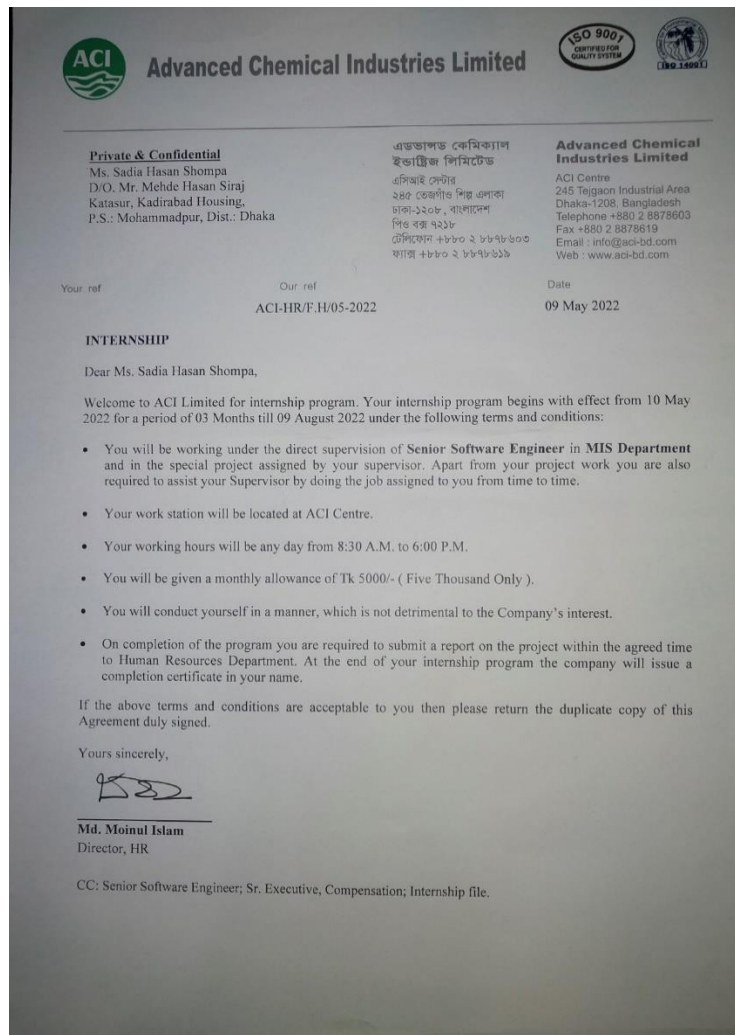 ACI
Advanced Chemical Industries Limited
ISO 9001
CERTIFIED FOR
QUALITY SYSTEM
ISO 14001
Private & Confidential
Ms. Sadia Hasan Shompa
D/O. Mr. Mehde Hasan Siraj
Katasur, Kadirabad Housing,
P.S.: Mohammadpur, Dist.: Dhaka
এডভান্সড কেমিক্যাল
ইন্ডাষ্ট্রিজ লিমিটেড
এসিআই সেন্টার
২৪৫ তেজগাঁও শিল্প এলাকা
ঢাকা-১২০৮, বাংলাদেশ
পিও বক্স ৭২১৮
টেলিফোন +৮৮০ ২ ৮৮৭৮৬০৩
ফ্যাক্স +৮৮০ ২ ৮৮৭৮৬১৯
Advanced Chemical
Industries Limited
ACI Centre
245 Tejgaon Industrial Area
Dhaka-1208, Bangladesh
Telephone +880 2 8878603
Fax +880 2 8878619
Email : info@aci-bd.com
Web : www.aci-bd.com
Your ref
Our ref
Date
ACI-HR/F.H/05-2022
09 May 2022
INTERNSHIP
Dear Ms. Sadia Hasan Shompa,
Welcome to ACI Limited for internship program. Your internship program begins with effect from 10 May
2022 for a period of 03 Months till 09 August 2022 under the following terms and conditions:
• You will be working under the direct supervision of Senior Software Engineer in MIS Department
and in the special project assigned by your supervisor. Apart from your project work you are also
required to assist your Supervisor by doing the job assigned to you from time to time.
• Your work station will be located at ACI Centre.
• Your working hours will be any day from 8:30 A.M. to 6:00 P.M.
• You will be given a monthly allowance of Tk 5000/- ( Five Thousand Only ).
• You will conduct yourself in a manner, which is not detrimental to the Company's interest.
• On completion of the program you are required to submit a report on the project within the agreed time
to Human Resources Department. At the end of your internship program the company will issue a
completion certificate in your name.
If the above terms and conditions are acceptable to you then please return the duplicate copy of this
Agreement duly signed.
Yours sincerely,
Md. Moinul Islam
Director, HR
CC: Senior Software Engineer; Sr. Executive, Compensation; Internship file.